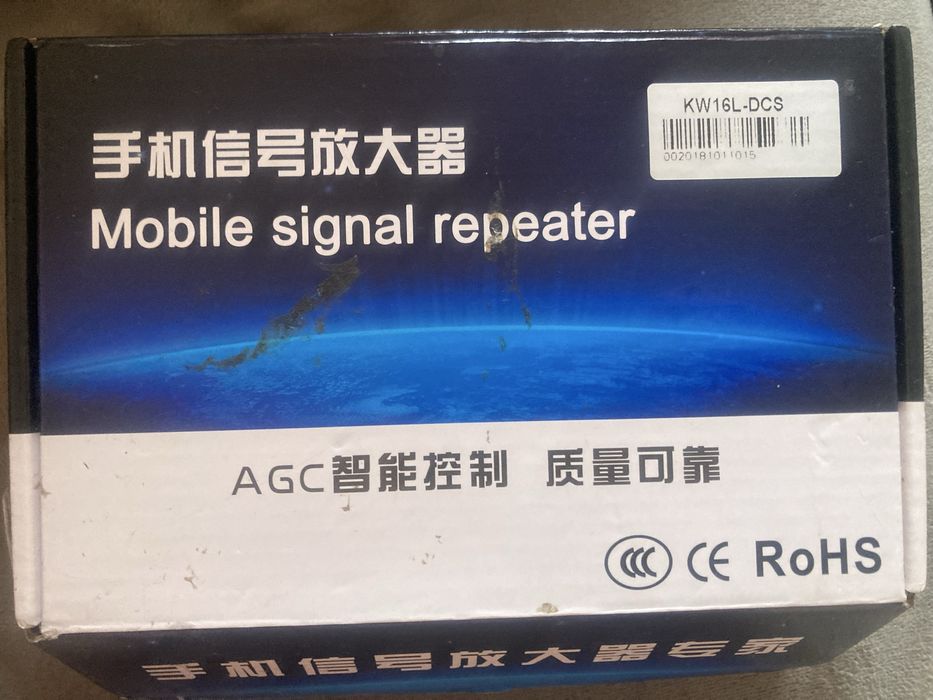 KW16L-DCS
0020181011015
手机信号放大器
Mobile signal repeater
AGC智能控制 质量可靠
CCC CE RoHS
手机信号放大器专家